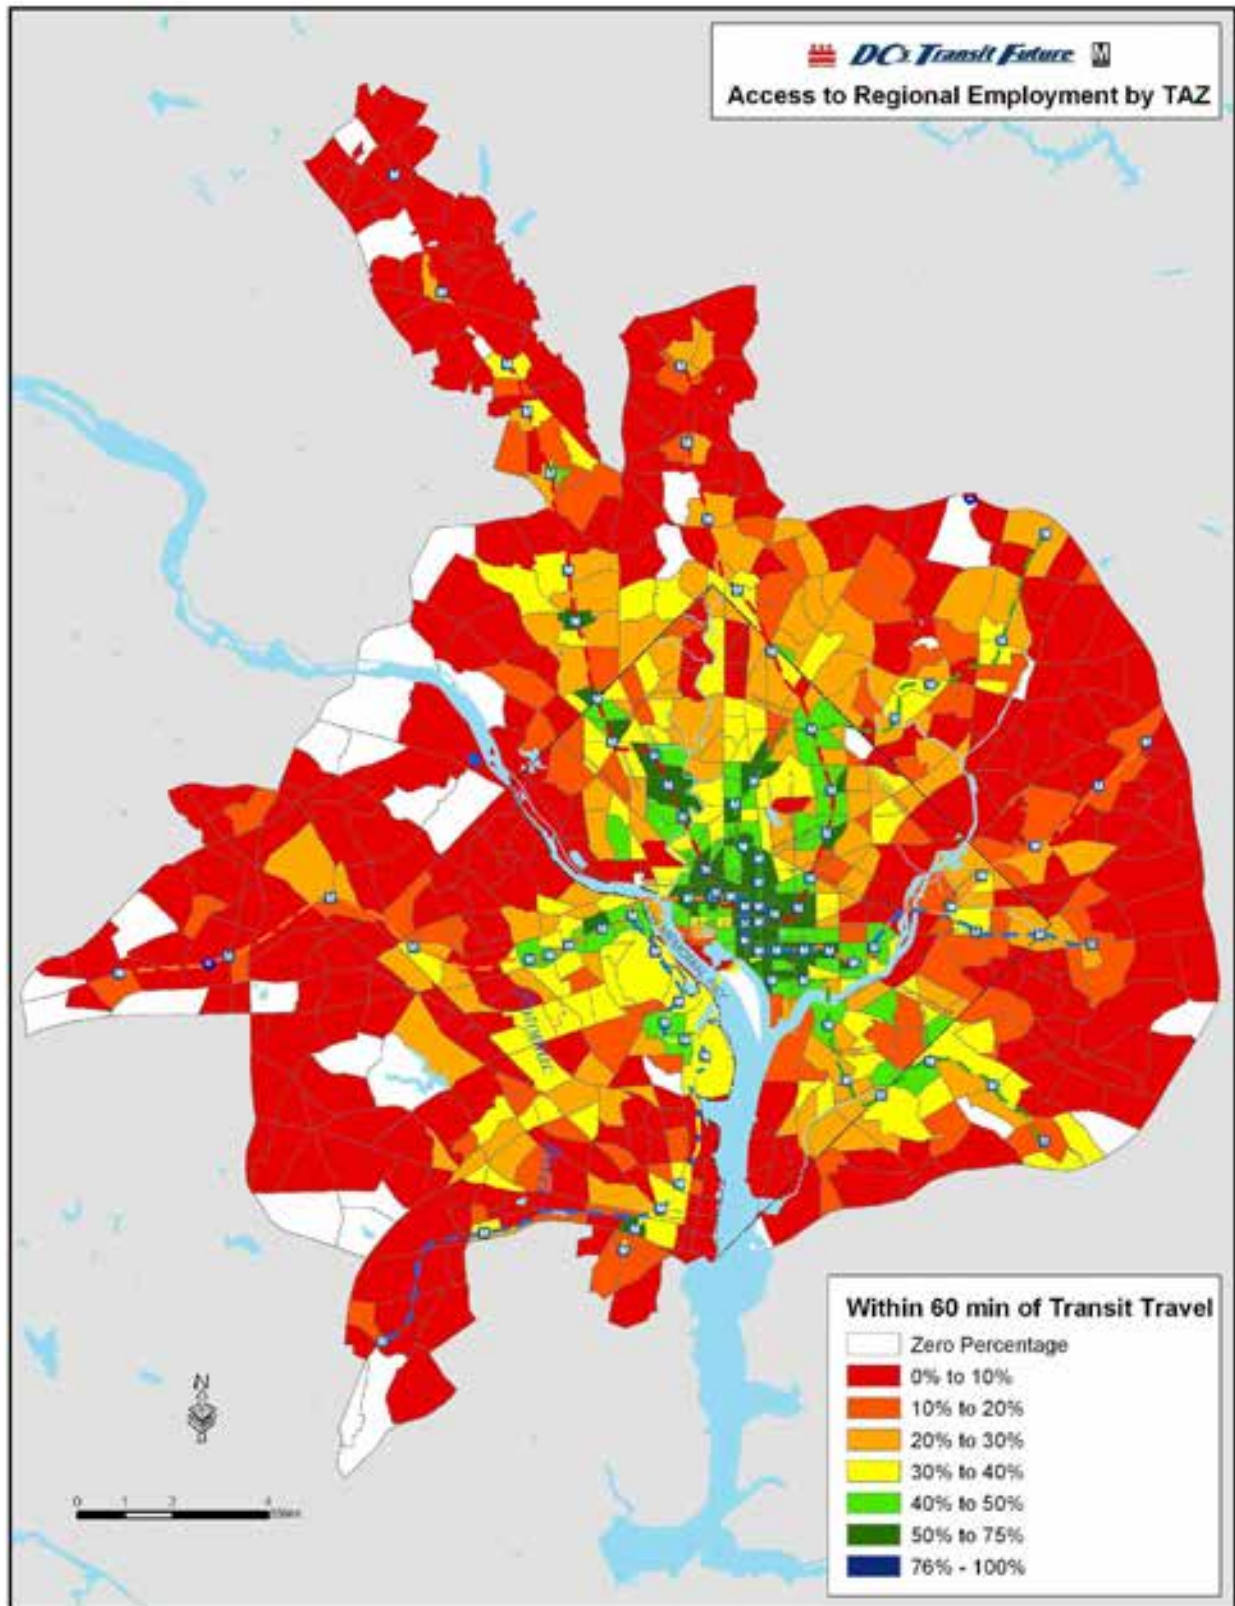 DC's Transit Future M
Access to Regional Employment by TAZ
Within 60 min of Transit Travel
Zero Percentage
0% to 10%
10% to 20%
20% to 30%
30% to 40%
40% to 50%
50% to 75%
76% - 100%
N
0 1 2 4